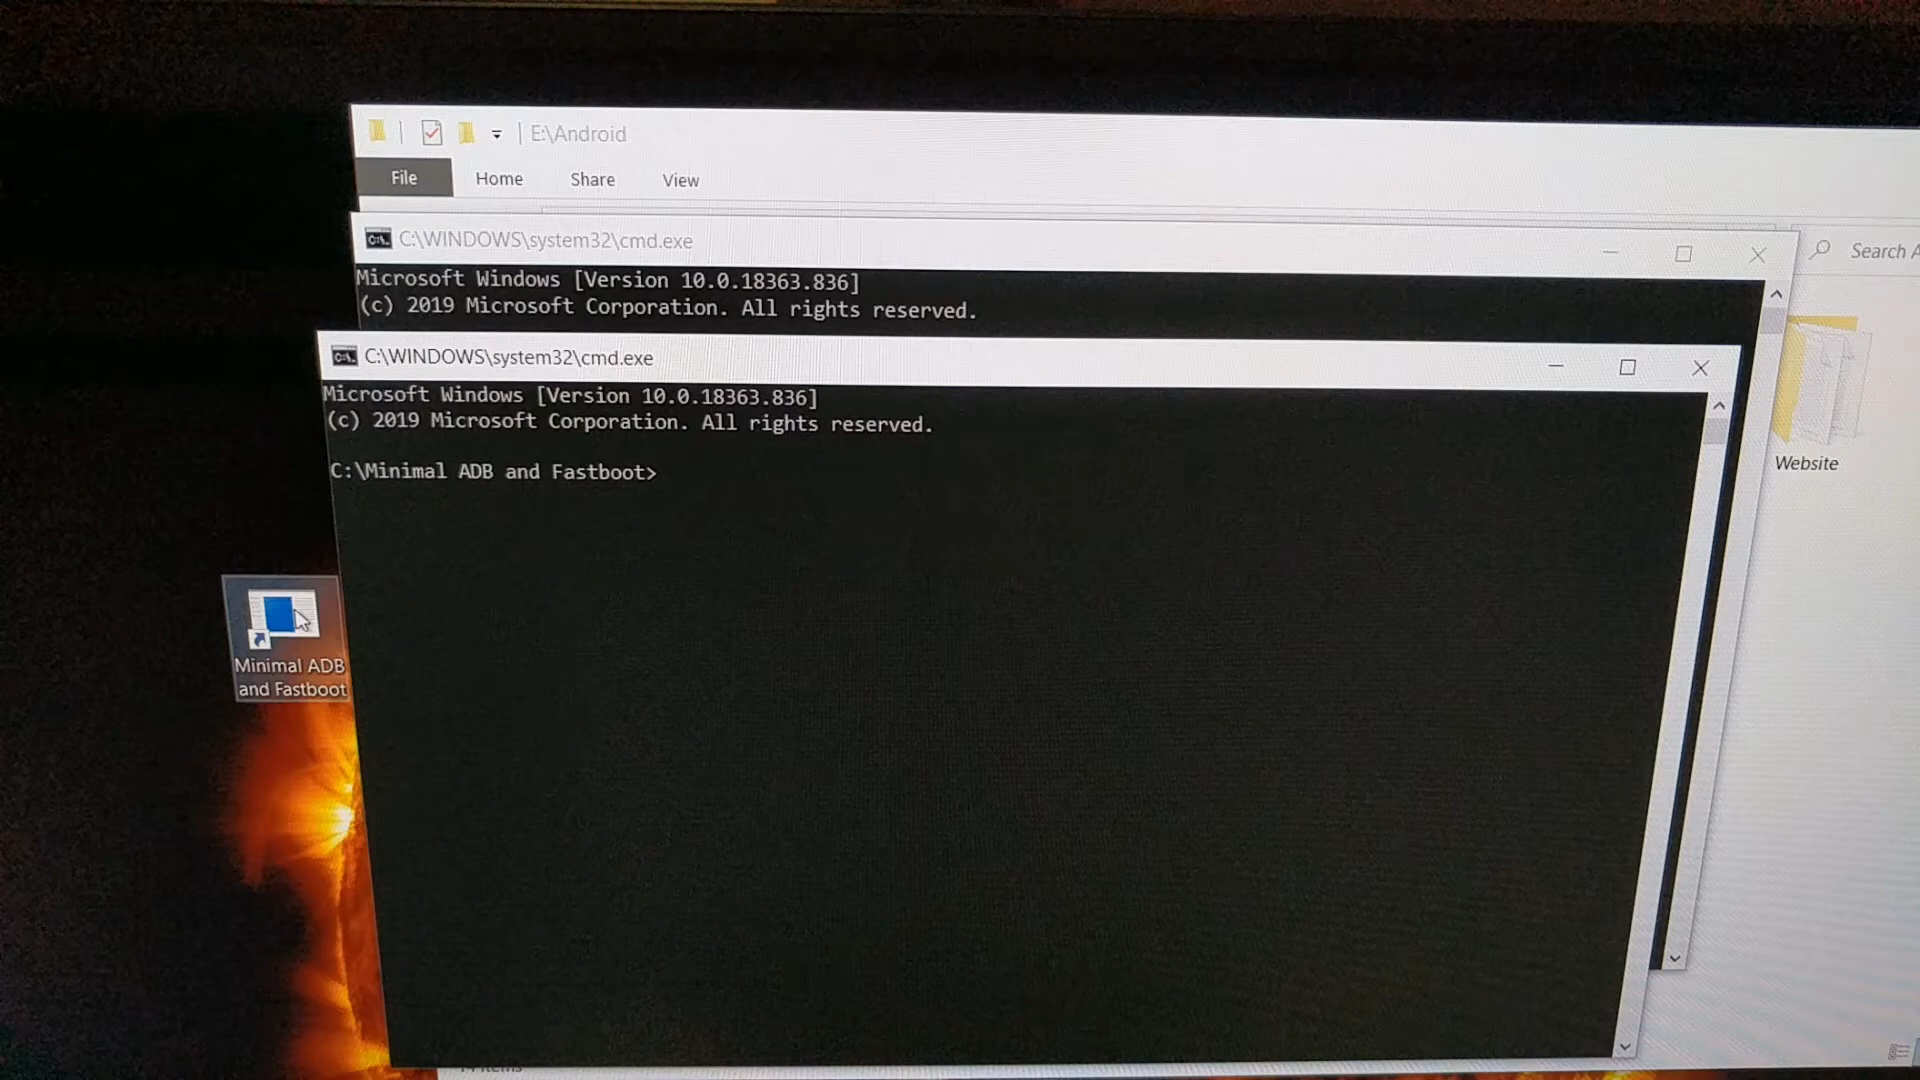 E:\Android
File
Home
Share
View
C:\WINDOWS\system32\cmd.exe
Search
Microsoft Windows [Version 10.0.18363.836]
(c) 2019 Microsoft Corporation. All rights reserved.
C:\WINDOWS\system32\cmd.exe
Microsoft Windows [Version 10.0.18363.836]
(c) 2019 Microsoft Corporation. All rights reserved.
C:\Minimal ADB and Fastboot>
Website
Minimal ADB
and Fastboot